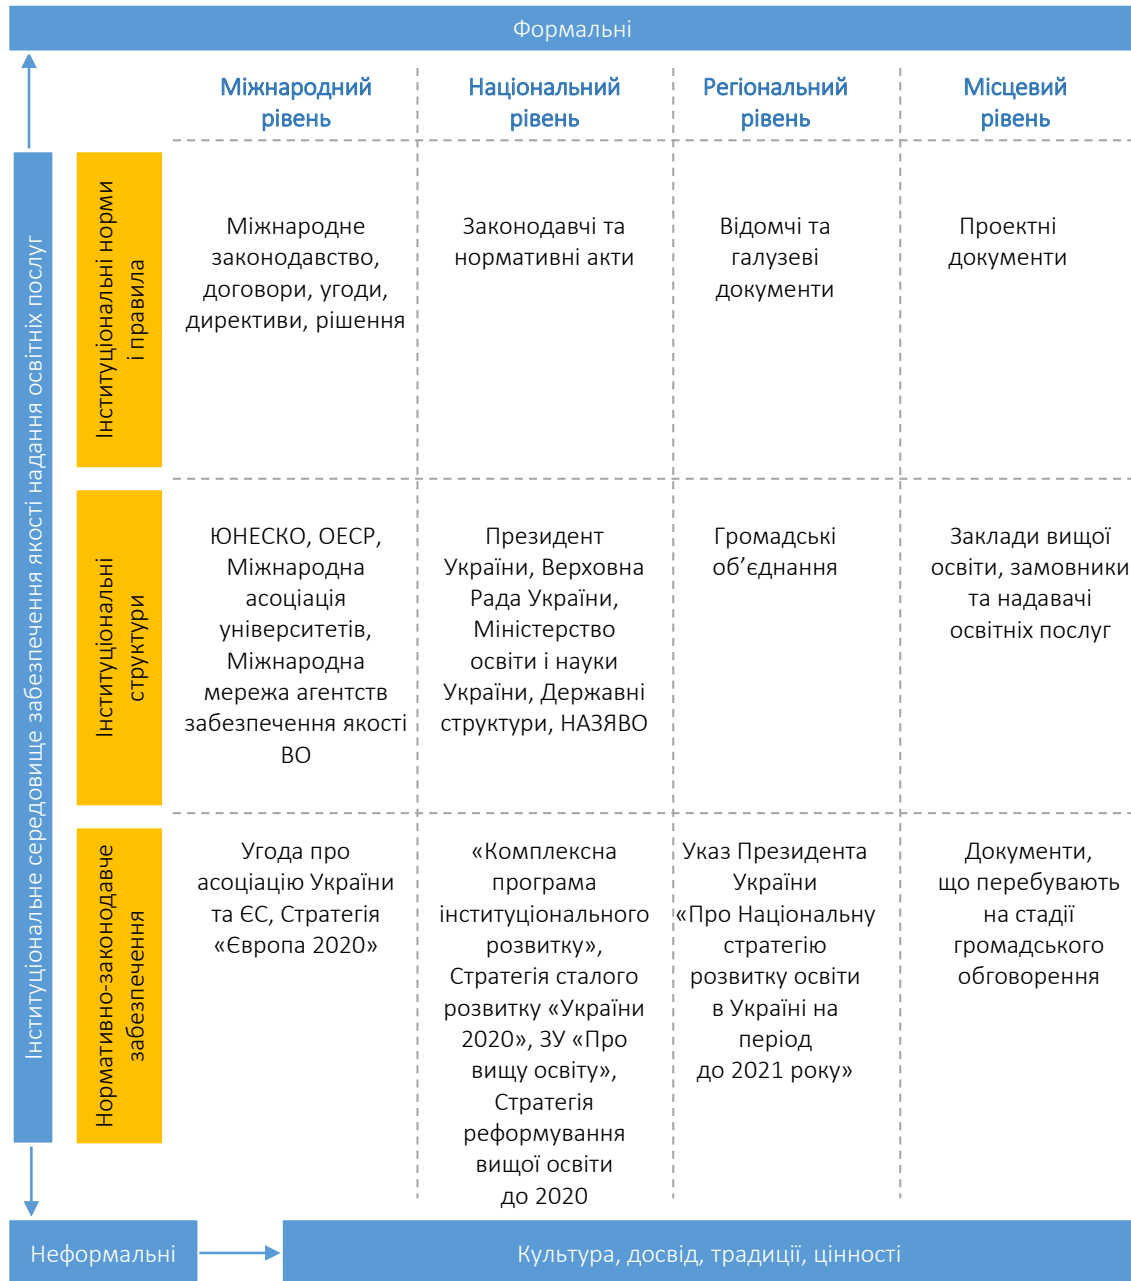 Формальні
Міжнародний
рівень
Національний
рівень
Регіональний
рівень
Місцевий
рівень
Інституціональне середовище забезпечення якості надання освітніх послуг
Інституціональні норми
і правила
Міжнародне
законодавство,
договори, угоди,
директиви, рішення
Законодавчі та
нормативні акти
Відомчі та
галузеві
документи
Проектні
документи
Інституціональні
структури
ЮНЕСКО, ОЕСР,
Міжнародна
асоціація
університетів,
Міжнародна
мережа агентств
забезпечення якості
ВО
Президент
України, Верховна
Рада України,
Міністерство
освіти і науки
України, Державні
структури, НАЗЯВО
Громадські
об’єднання
Заклади вищої
освіти, замовники
та надавачі
освітніх послуг
Нормативно-законодавче
забезпечення
Угода про
асоціацію України
та ЄС, Стратегія
«Європа 2020»
«Комплексна
програма
інституціонального
розвитку»,
Стратегія сталого
розвитку «України
2020», ЗУ «Про
вищу освіту»,
Стратегія
реформування
вищої освіти
до 2020
Указ Президента
України
«Про Національну
стратегію
розвитку освіти
в Україні на
період
до 2021 року»
Документи,
що перебувають
на стадії
громадського
обговорення
Неформальні
Культура, досвід, традиції, цінності